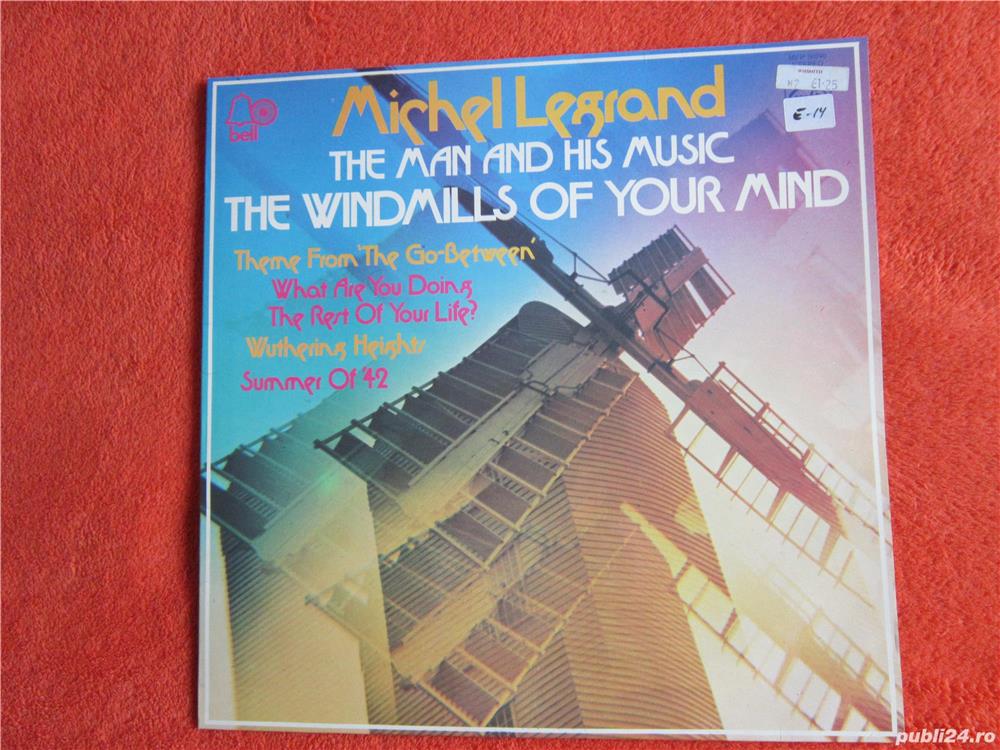 bell
Michel Legrand
THE MAN AND HIS MUSIC
THE WINDMILLS OF YOUR MIND
Theme From 'The Go-Between'
What Are You Doing
The Rest Of Your Life?
Wuthering Heights
Summer Of '42
£1·25
E-14
publi24.ro